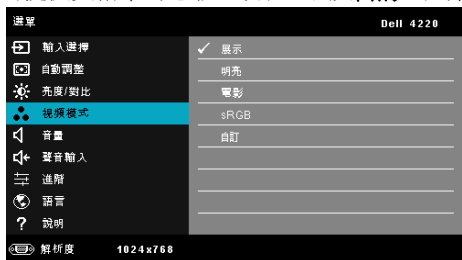 選單 Dell 4220
輸入選擇 ✓ 展示
自動調整 明亮
亮度/對比 電影
視頻模式 sRGB
音量 自訂
聲音輸入
進階
語言
說明
解析度 1024x768